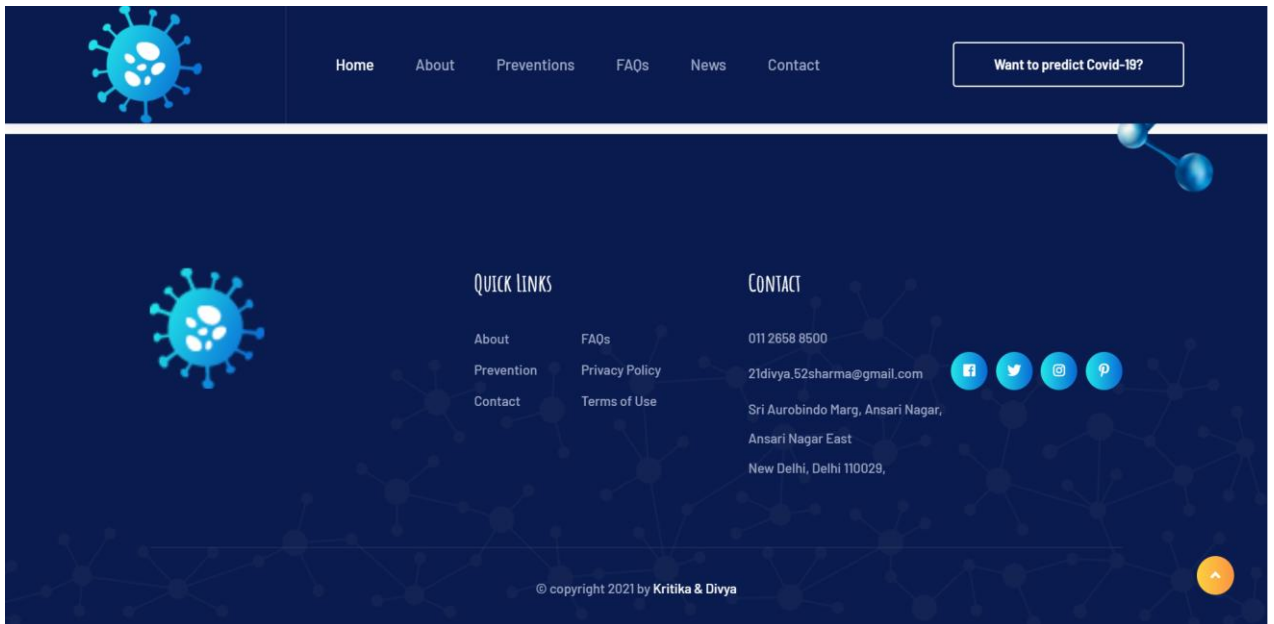 Home About Preventions FAQs News Contact Want to predict Covid-19?
Quick Links
About FAQs
Prevention Privacy Policy
Contact Terms of Use
Contact
011 2658 8500
21divya.52sharma@gmail.com
Sri Aurobindo Marg, Ansari Nagar,
Ansari Nagar East
New Delhi, Delhi 110029,
© copyright 2021 by Kritika & Divya